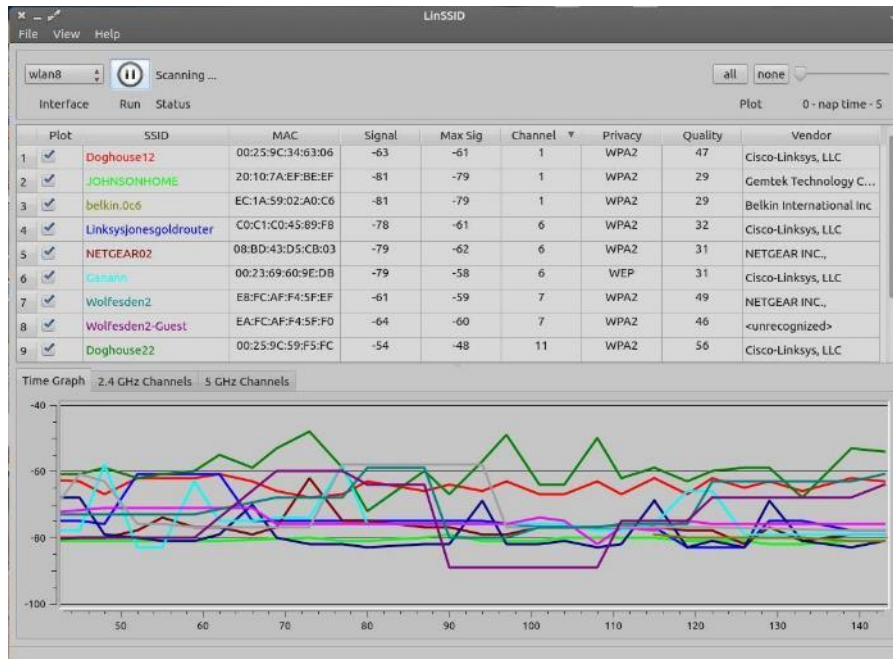 LinSSID
File View Help
wlan8 Scanning ... all none
Interface Run Status Plot 0 - nap time - 5
Plot SSID MAC Signal Max Sig Channel Privacy Quality Vendor
1 Doghouse12 00:25:9C:34:63:06 -63 -61 1 WPA2 47 Cisco-Linksys, LLC
2 JOHNSONHOME 20:10:7A:EF:BE:EF -81 -79 1 WPA2 29 Gemtek Technology C...
3 belkin.0c6 EC:1A:59:02:A0:C6 -81 -79 1 WPA2 29 Belkin International Inc
4 Linksysjonesgoldrouter C0:C1:C0:45:89:F8 -78 -61 6 WPA2 32 Cisco-Linksys, LLC
5 NETGEAR02 08:BD:43:D5:CB:03 -79 -62 6 WPA2 31 NETGEAR INC.,
6 00:23:69:60:9E:DB -79 -58 6 WEP 31 Cisco-Linksys, LLC
7 Wolfesden2 E8:FC:AF:F4:5F:EF -61 -59 7 WPA2 49 NETGEAR INC.,
8 Wolfesden2-Guest EA:FC:AF:F4:5F:F0 -64 -60 7 WPA2 46 <unrecognized>
9 Doghouse22 00:25:9C:59:F5:FC -54 -48 11 WPA2 56 Cisco-Linksys, LLC
Time Graph 2.4 GHz Channels 5 GHz Channels
-40
-60
-80
-100
50 60 70 80 90 100 110 120 130 140